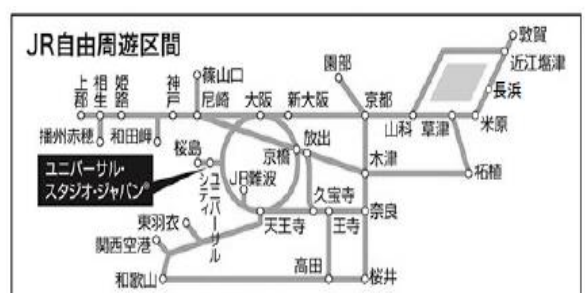 JR自由周遊区間
敦賀
近江塩津
長浜
米原
園部
篠山口
上郡
相生
姫路
神戸
尼崎
大阪
新大阪
京都
山科
草津
播州赤穂
和田岬
桜島
京橋
放出
木津
柘植
ユニバーサル・
スタジオ・ジャパン®
ユニバーサル
シティ
JR難波
久宝寺
東羽衣
天王寺
王寺
奈良
関西空港
和歌山
高田
桜井